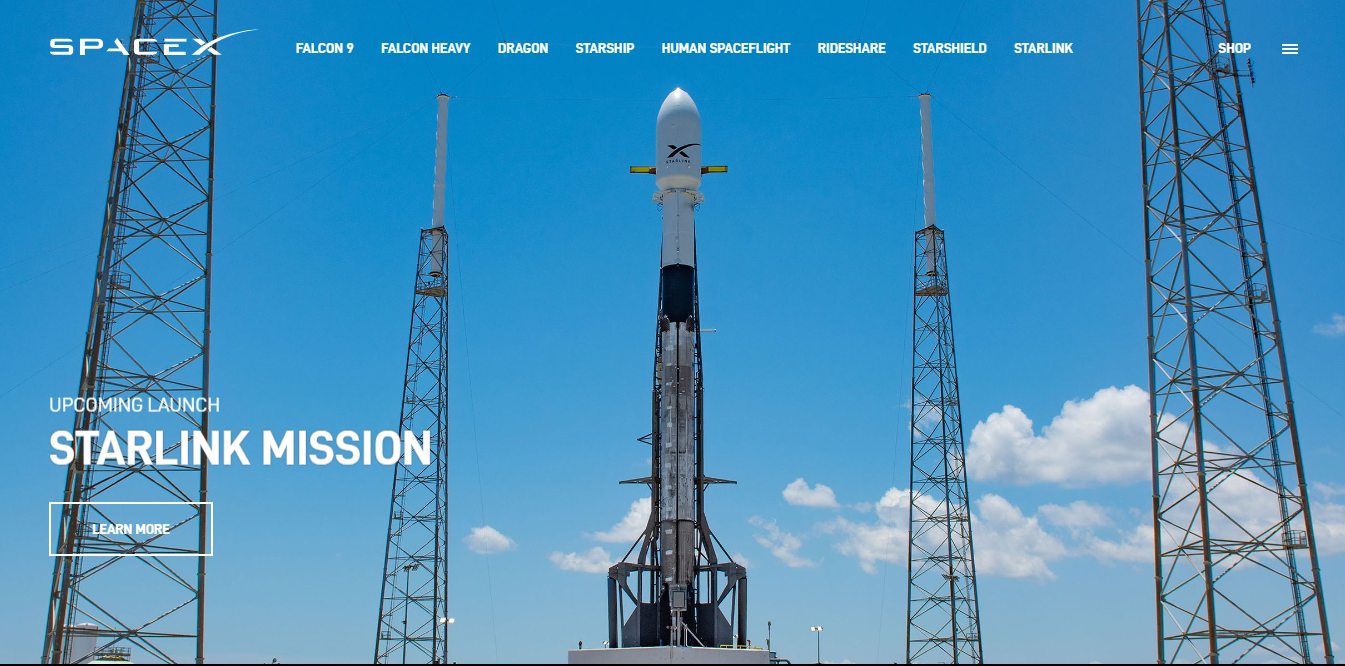 SPACEX
FALCON 9
FALCON HEAVY
DRAGON
STARSHIP
HUMAN SPACEFLIGHT
RIDESHARE
STARSHIELD
STARLINK
SHOP
STARLINK
UPCOMING LAUNCH
STARLINK MISSION
LEARN MORE